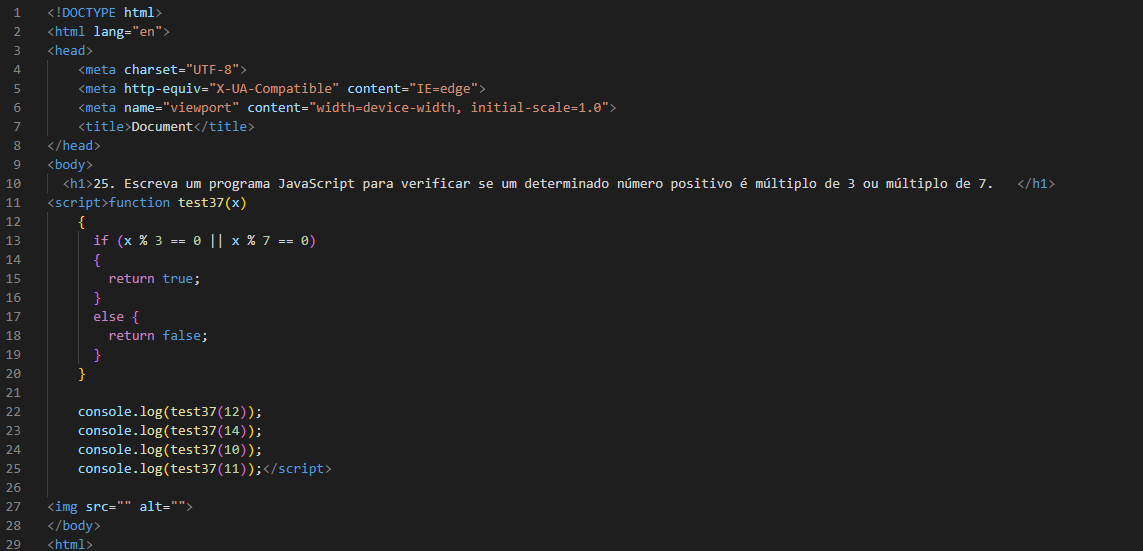 1 <!DOCTYPE html>
2 <html lang="en">
3 <head>
4     <meta charset="UTF-8">
5     <meta http-equiv="X-UA-Compatible" content="IE=edge">
6     <meta name="viewport" content="width=device-width, initial-scale=1.0">
7     <title>Document</title>
8 </head>
9 <body>
10   <h1>25. Escreva um programa JavaScript para verificar se um determinado número positivo é múltiplo de 3 ou múltiplo de 7.   </h1>
11 <script>function test37(x)
12     {
13       if (x % 3 == 0 || x % 7 == 0)
14       {
15         return true;
16       }
17       else {
18         return false;
19       }
20     }
21
22     console.log(test37(12));
23     console.log(test37(14));
24     console.log(test37(10));
25     console.log(test37(11));</script>
26
27 <img src="" alt="">
28 </body>
29 <html>